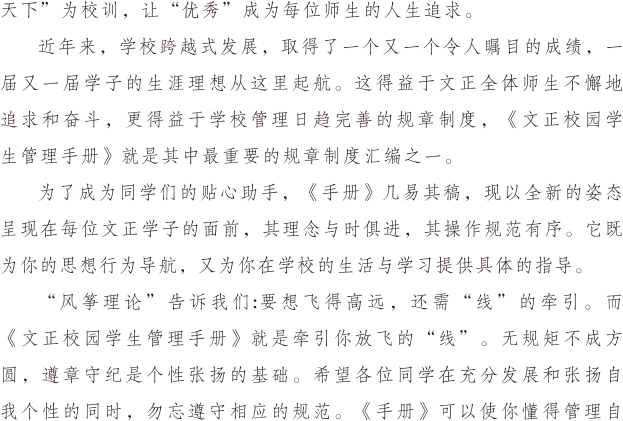 天下”为校训，让“优秀”成为每位师生的人生追求。
近年来，学校跨越式发展，取得了一个又一个令人瞩目的成绩，一
届又一届学子的生涯理想从这里起航。这得益于文正全体师生不懈地
追求和奋斗，更得益于学校管理日趋完善的规章制度，《文正校园学
生管理手册》就是其中最重要的规章制度汇编之一。
为了成为同学们的贴心助手，《手册》几易其稿，现以全新的姿态
呈现在每位文正学子的面前，其理念与时俱进，其操作规范有序。它既
为你的思想行为导航，又为你在学校的生活与学习提供具体的指导。
“风筝理论”告诉我们:要想飞得高远，还需“线”的牵引。而
《文正校园学生管理手册》就是牵引你放飞的“线”。无规矩不成方
圆，遵章守纪是个性张扬的基础。希望各位同学在充分发展和张扬自
我个性的同时，勿忘遵守相应的规范。《手册》可以使你懂得管理自